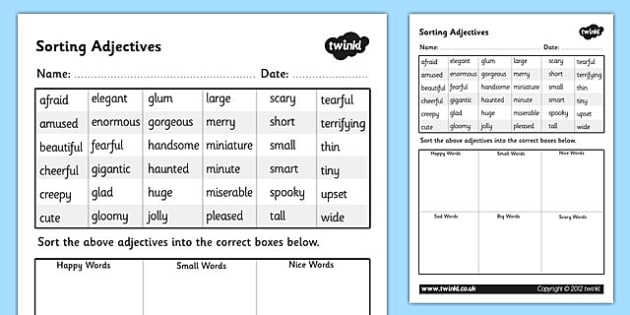 twinkl
Sorting Adjectives
Name: Date:
afraid elegant glum large scary tearful
amused enormous gorgeous merry short terrifying
beautiful fearful handsome miniature small thin
cheerful gigantic haunted minute smart tiny
creepy glad huge miserable spooky upset
cute gloomy jolly pleased tall wide
Sort the above adjectives into the correct boxes below.
Happy Words Small Words Nice Words
twinkl
Sorting Adjectives
Name: Date:
afraid elegant glum large scary tearful
amused enormous gorgeous merry short terrifying
beautiful fearful handsome miniature small thin
cheerful gigantic haunted minute smart tiny
creepy glad huge miserable spooky upset
cute gloomy jolly pleased tall wide
Sort the above adjectives into the correct boxes below.
Happy Words Small Words Nice Words
Sad Words Big Words Scary Words
www.twinkl.co.uk Copyright © 2012 twinkl